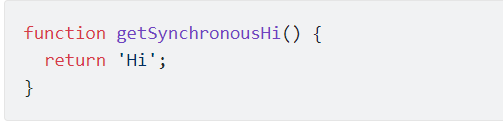 function getSynchronousHi() {
  return 'Hi';
}